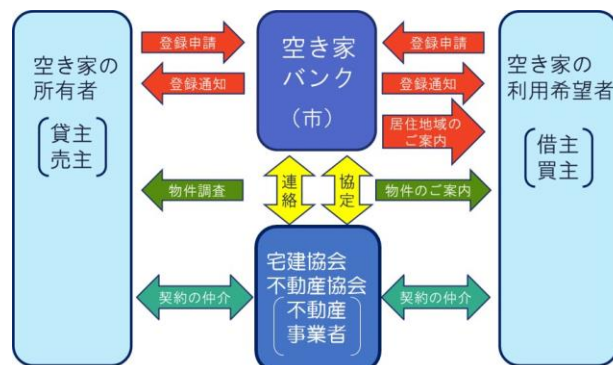 空き家の
所有者
貸主
売主
登録申請
登録通知
空き家
バンク
（市）
登録申請
登録通知
居住地域の
ご案内
空き家の
利用希望者
借主
買主
物件調査
連絡
協定
物件のご案内
契約の仲介
宅建協会
不動産協会
不動産
事業者
契約の仲介